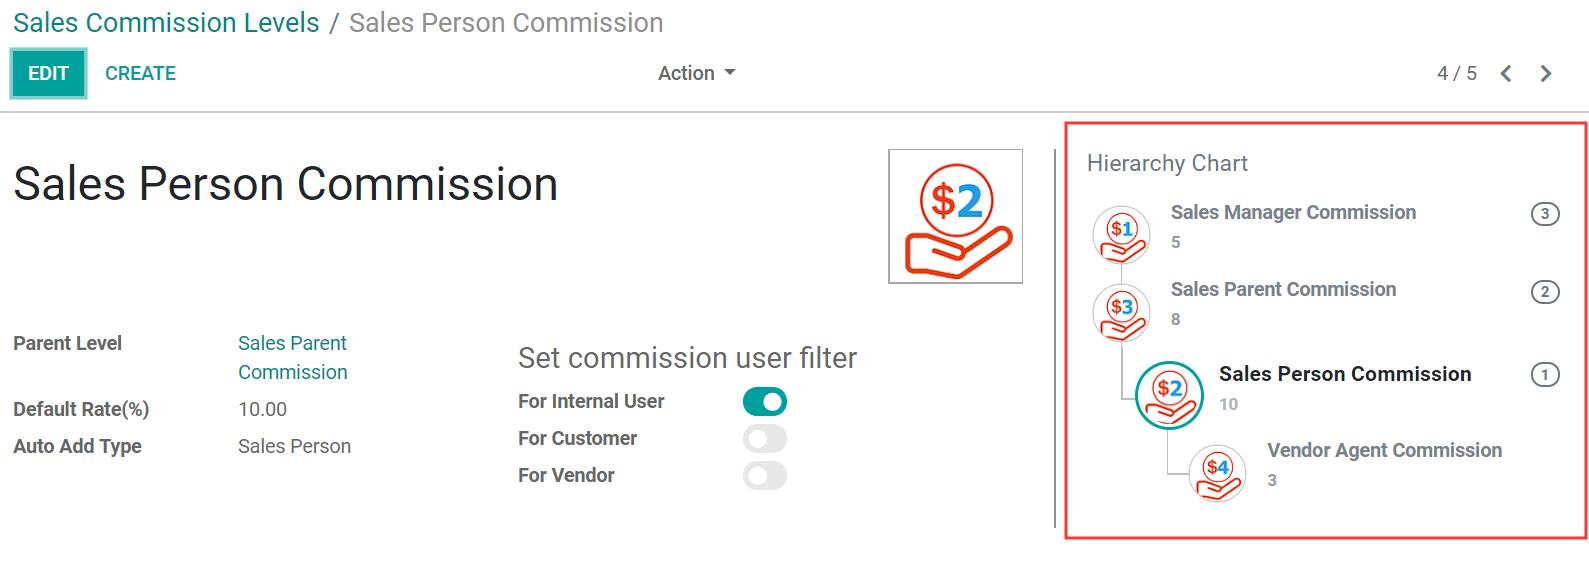 Sales Commission Levels / Sales Person Commission
EDIT CREATE Action 4 / 5
Sales Person Commission
$2
Parent Level Sales Parent
Commission
Default Rate(%) 10.00
Auto Add Type Sales Person
Set commission user filter
For Internal User
For Customer
For Vendor
Hierarchy Chart
$1 Sales Manager Commission 3
5
$3 Sales Parent Commission 2
8
$2 Sales Person Commission 1
10
$4 Vendor Agent Commission
3